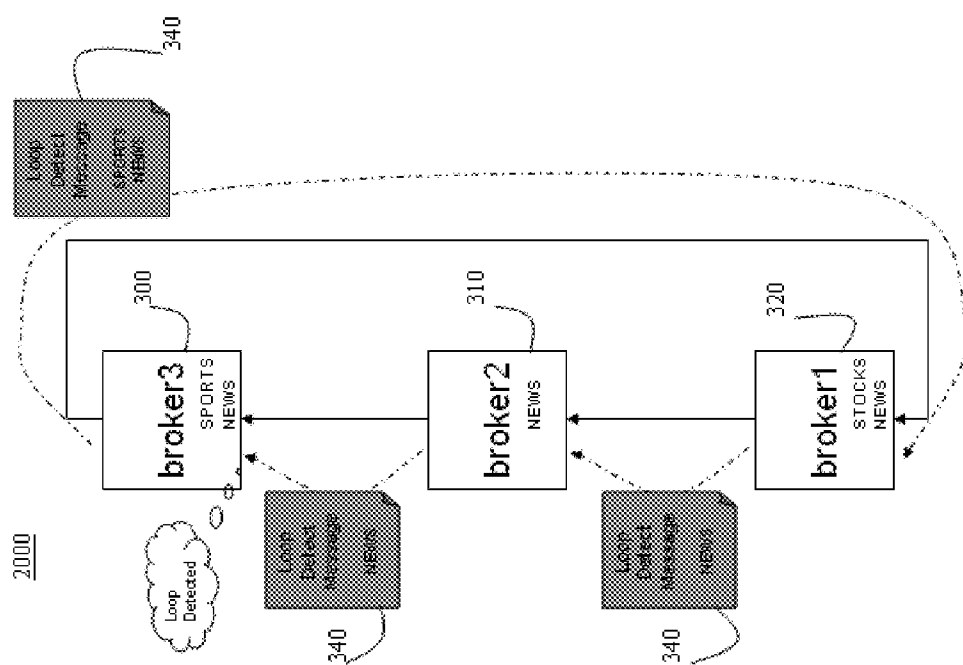 2000
Loop
Detected
broker3
SPORTS
NEWS
300
Loop
Detect
Message
SPORTS
NEWS
340
Loop
Detect
Message
NEWS
340
broker2
NEWS
310
Loop
Detect
Message
NEWS
340
broker1
STOCKS
NEWS
320